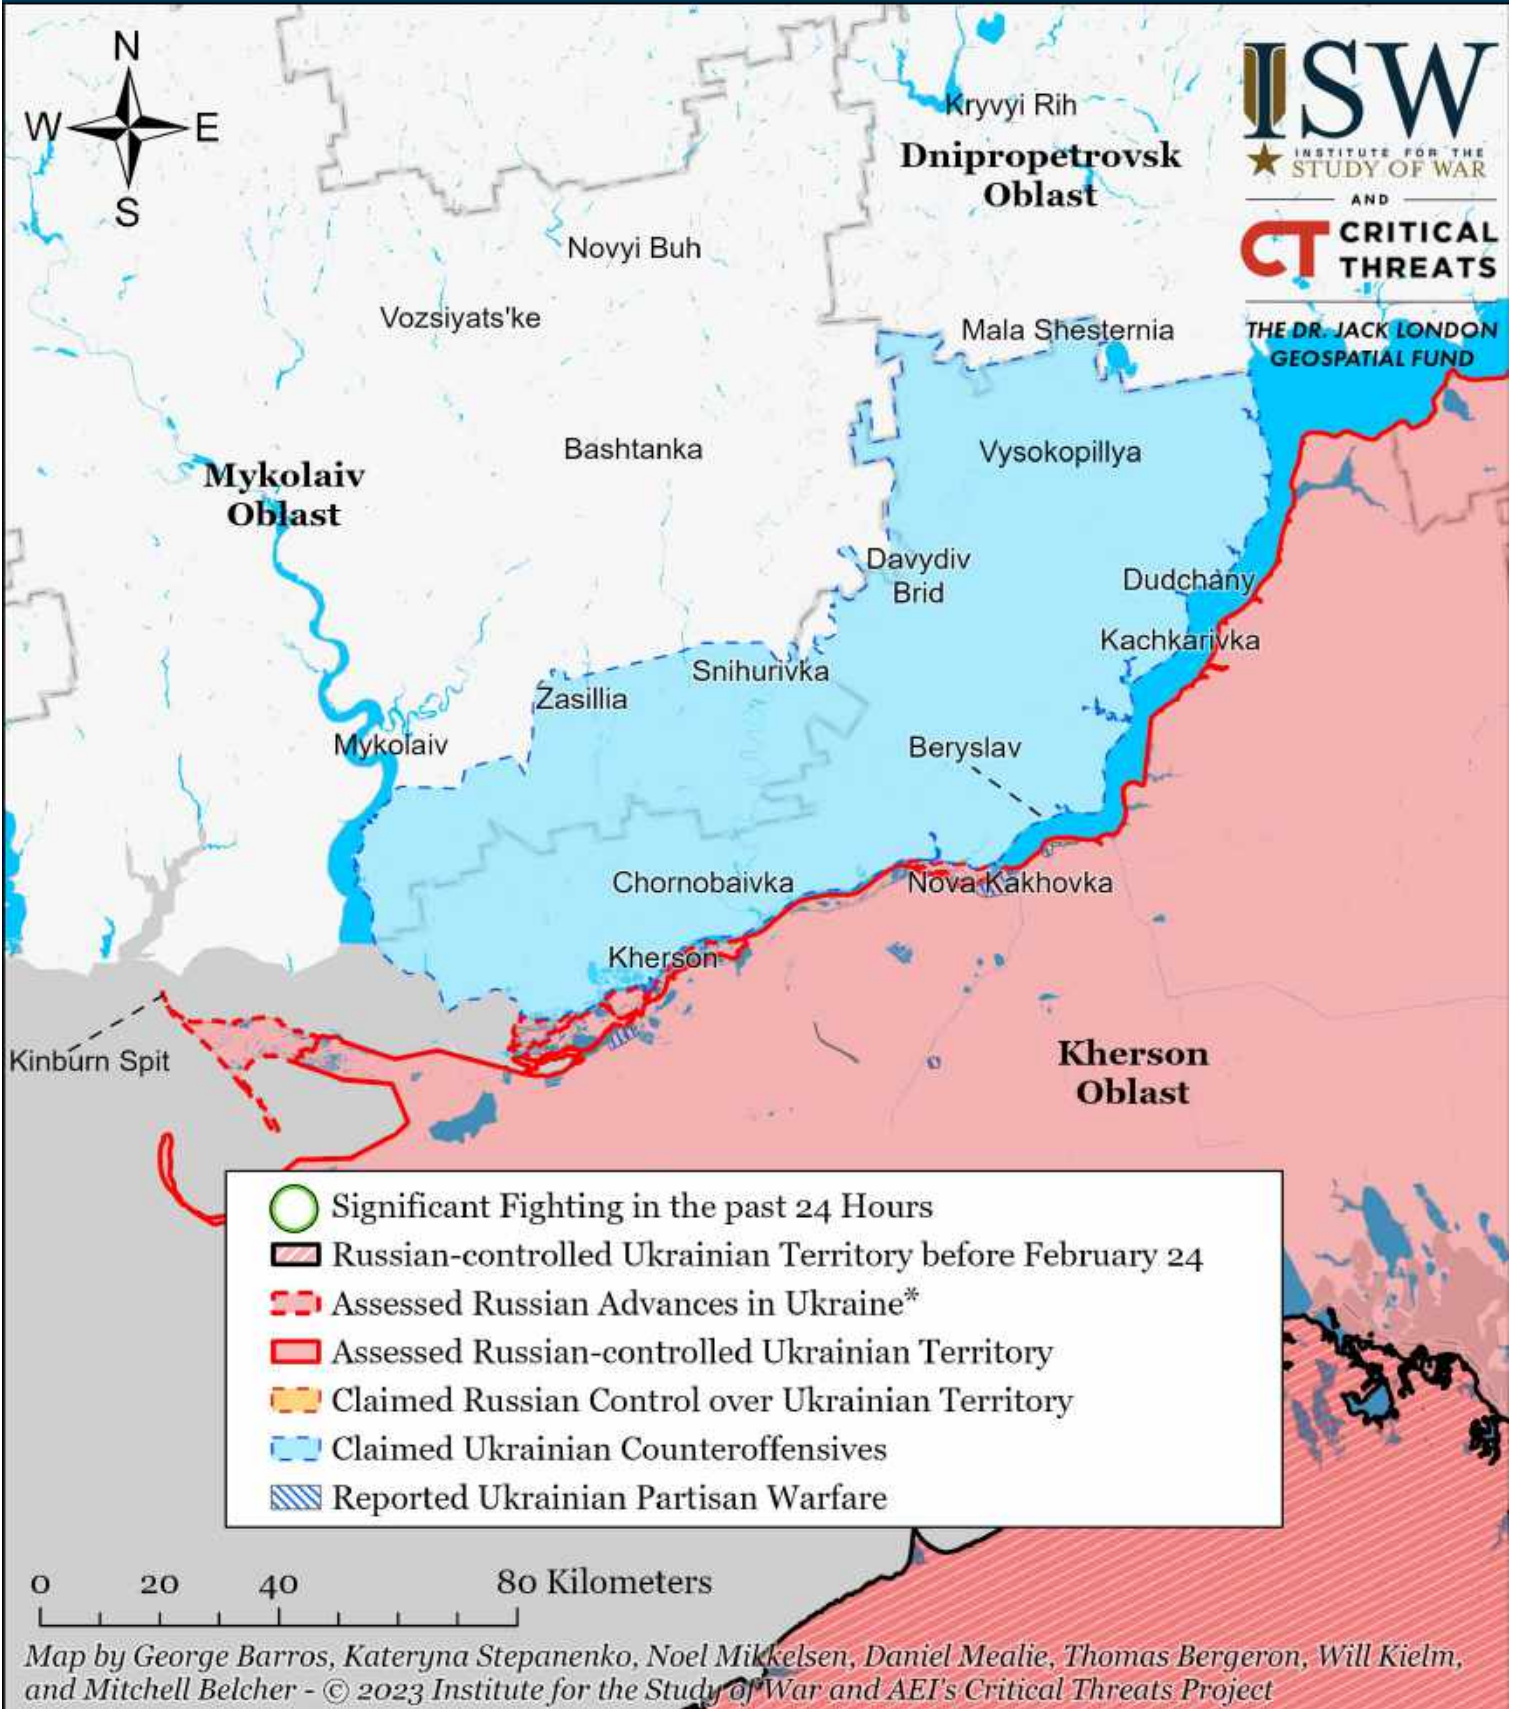 N
W E
S
ISW
INSTITUTE FOR THE
STUDY OF WAR
AND
CT CRITICAL
THREATS
THE DR. JACK LONDON
GEOSPATIAL FUND
Kryvyi Rih
Dnipropetrovsk
Oblast
Novyi Buh
Vozsiyats'ke
Mala Shesternia
Bashtanka
Vysokopillya
Mykolaiv
Oblast
Davydiv
Brid
Dudchany
Kachkarivka
Snihurivka
Zasillia
Mykolaiv
Beryslav
Chornobaivka
Nova Kakhovka
Kherson
Kinburn Spit
Kherson
Oblast
Significant Fighting in the past 24 Hours
Russian-controlled Ukrainian Territory before February 24
Assessed Russian Advances in Ukraine*
Assessed Russian-controlled Ukrainian Territory
Claimed Russian Control over Ukrainian Territory
Claimed Ukrainian Counteroffensives
Reported Ukrainian Partisan Warfare
0 20 40 80 Kilometers
Map by George Barros, Kateryna Stepanenko, Noel Mikkelsen, Daniel Mealie, Thomas Bergeron, Will Kielm,
and Mitchell Belcher - © 2023 Institute for the Study of War and AEI's Critical Threats Project